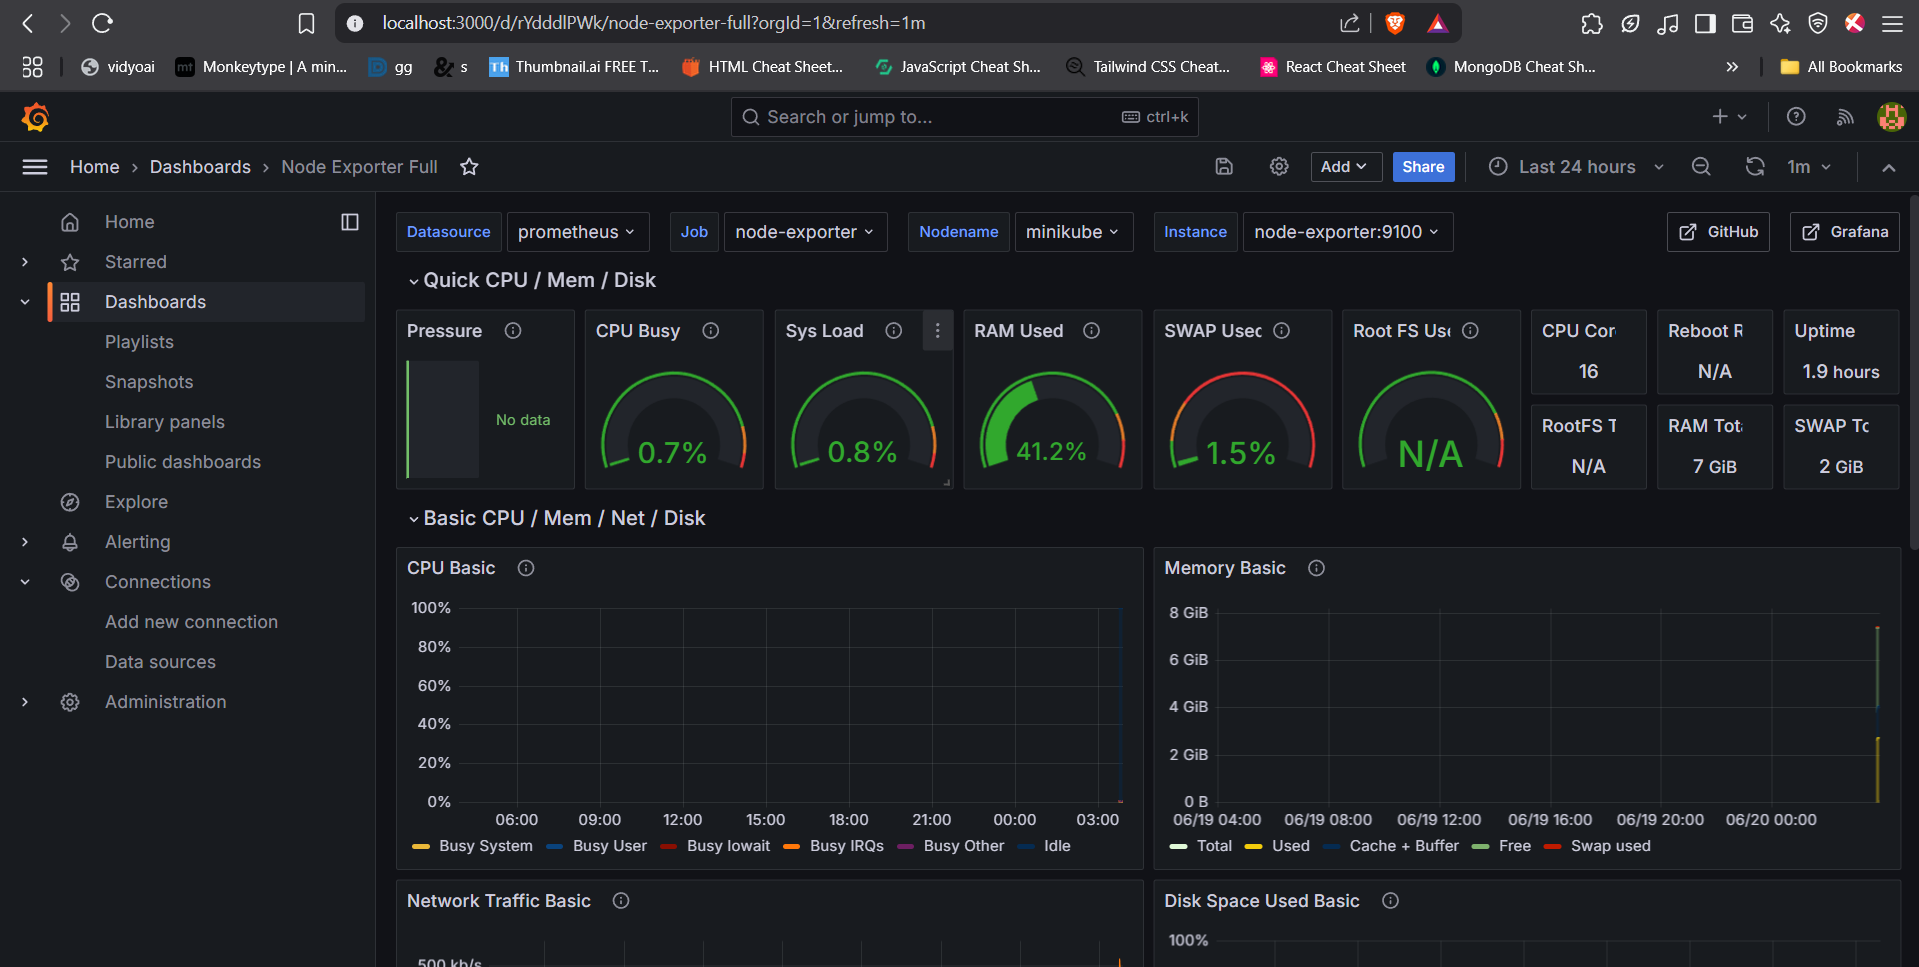 localhost:3000/d/rYdddlPWk/node-exporter-full?orgId=1&refresh=1m
vidyoai
mt Monkeytype | A min...
gg
s
Th Thumbnail.ai FREE T...
HTML Cheat Sheet...
JavaScript Cheat Sh...
Tailwind CSS Cheat...
React Cheat Sheet
MongoDB Cheat Sh...
»
All Bookmarks
Search or jump to... ctrl+k
Home › Dashboards › Node Exporter Full
Add
Share
Last 24 hours
1m
Home
Starred
Dashboards
Playlists
Snapshots
Library panels
Public dashboards
Explore
Alerting
Connections
Add new connection
Data sources
Administration
Datasource prometheus
Job node-exporter
Nodename minikube
Instance node-exporter:9100
GitHub
Grafana
Quick CPU / Mem / Disk
Pressure
No data
CPU Busy
0.7%
Sys Load
0.8%
RAM Used
41.2%
SWAP Used
1.5%
Root FS Us
N/A
CPU Cor
16
Reboot R
N/A
Uptime
1.9 hours
RootFS T
N/A
RAM Tot
7 GiB
SWAP Tc
2 GiB
Basic CPU / Mem / Net / Disk
CPU Basic
100%
80%
60%
40%
20%
0%
06:00 09:00 12:00 15:00 18:00 21:00 00:00 03:00
Busy System Busy User Busy Iowait Busy IRQs Busy Other Idle
Memory Basic
8 GiB
6 GiB
4 GiB
2 GiB
0 B
06/19 04:00 06/19 08:00 06/19 12:00 06/19 16:00 06/19 20:00 06/20 00:00
Total Used Cache + Buffer Free Swap used
Network Traffic Basic
500 kb/s
Disk Space Used Basic
100%